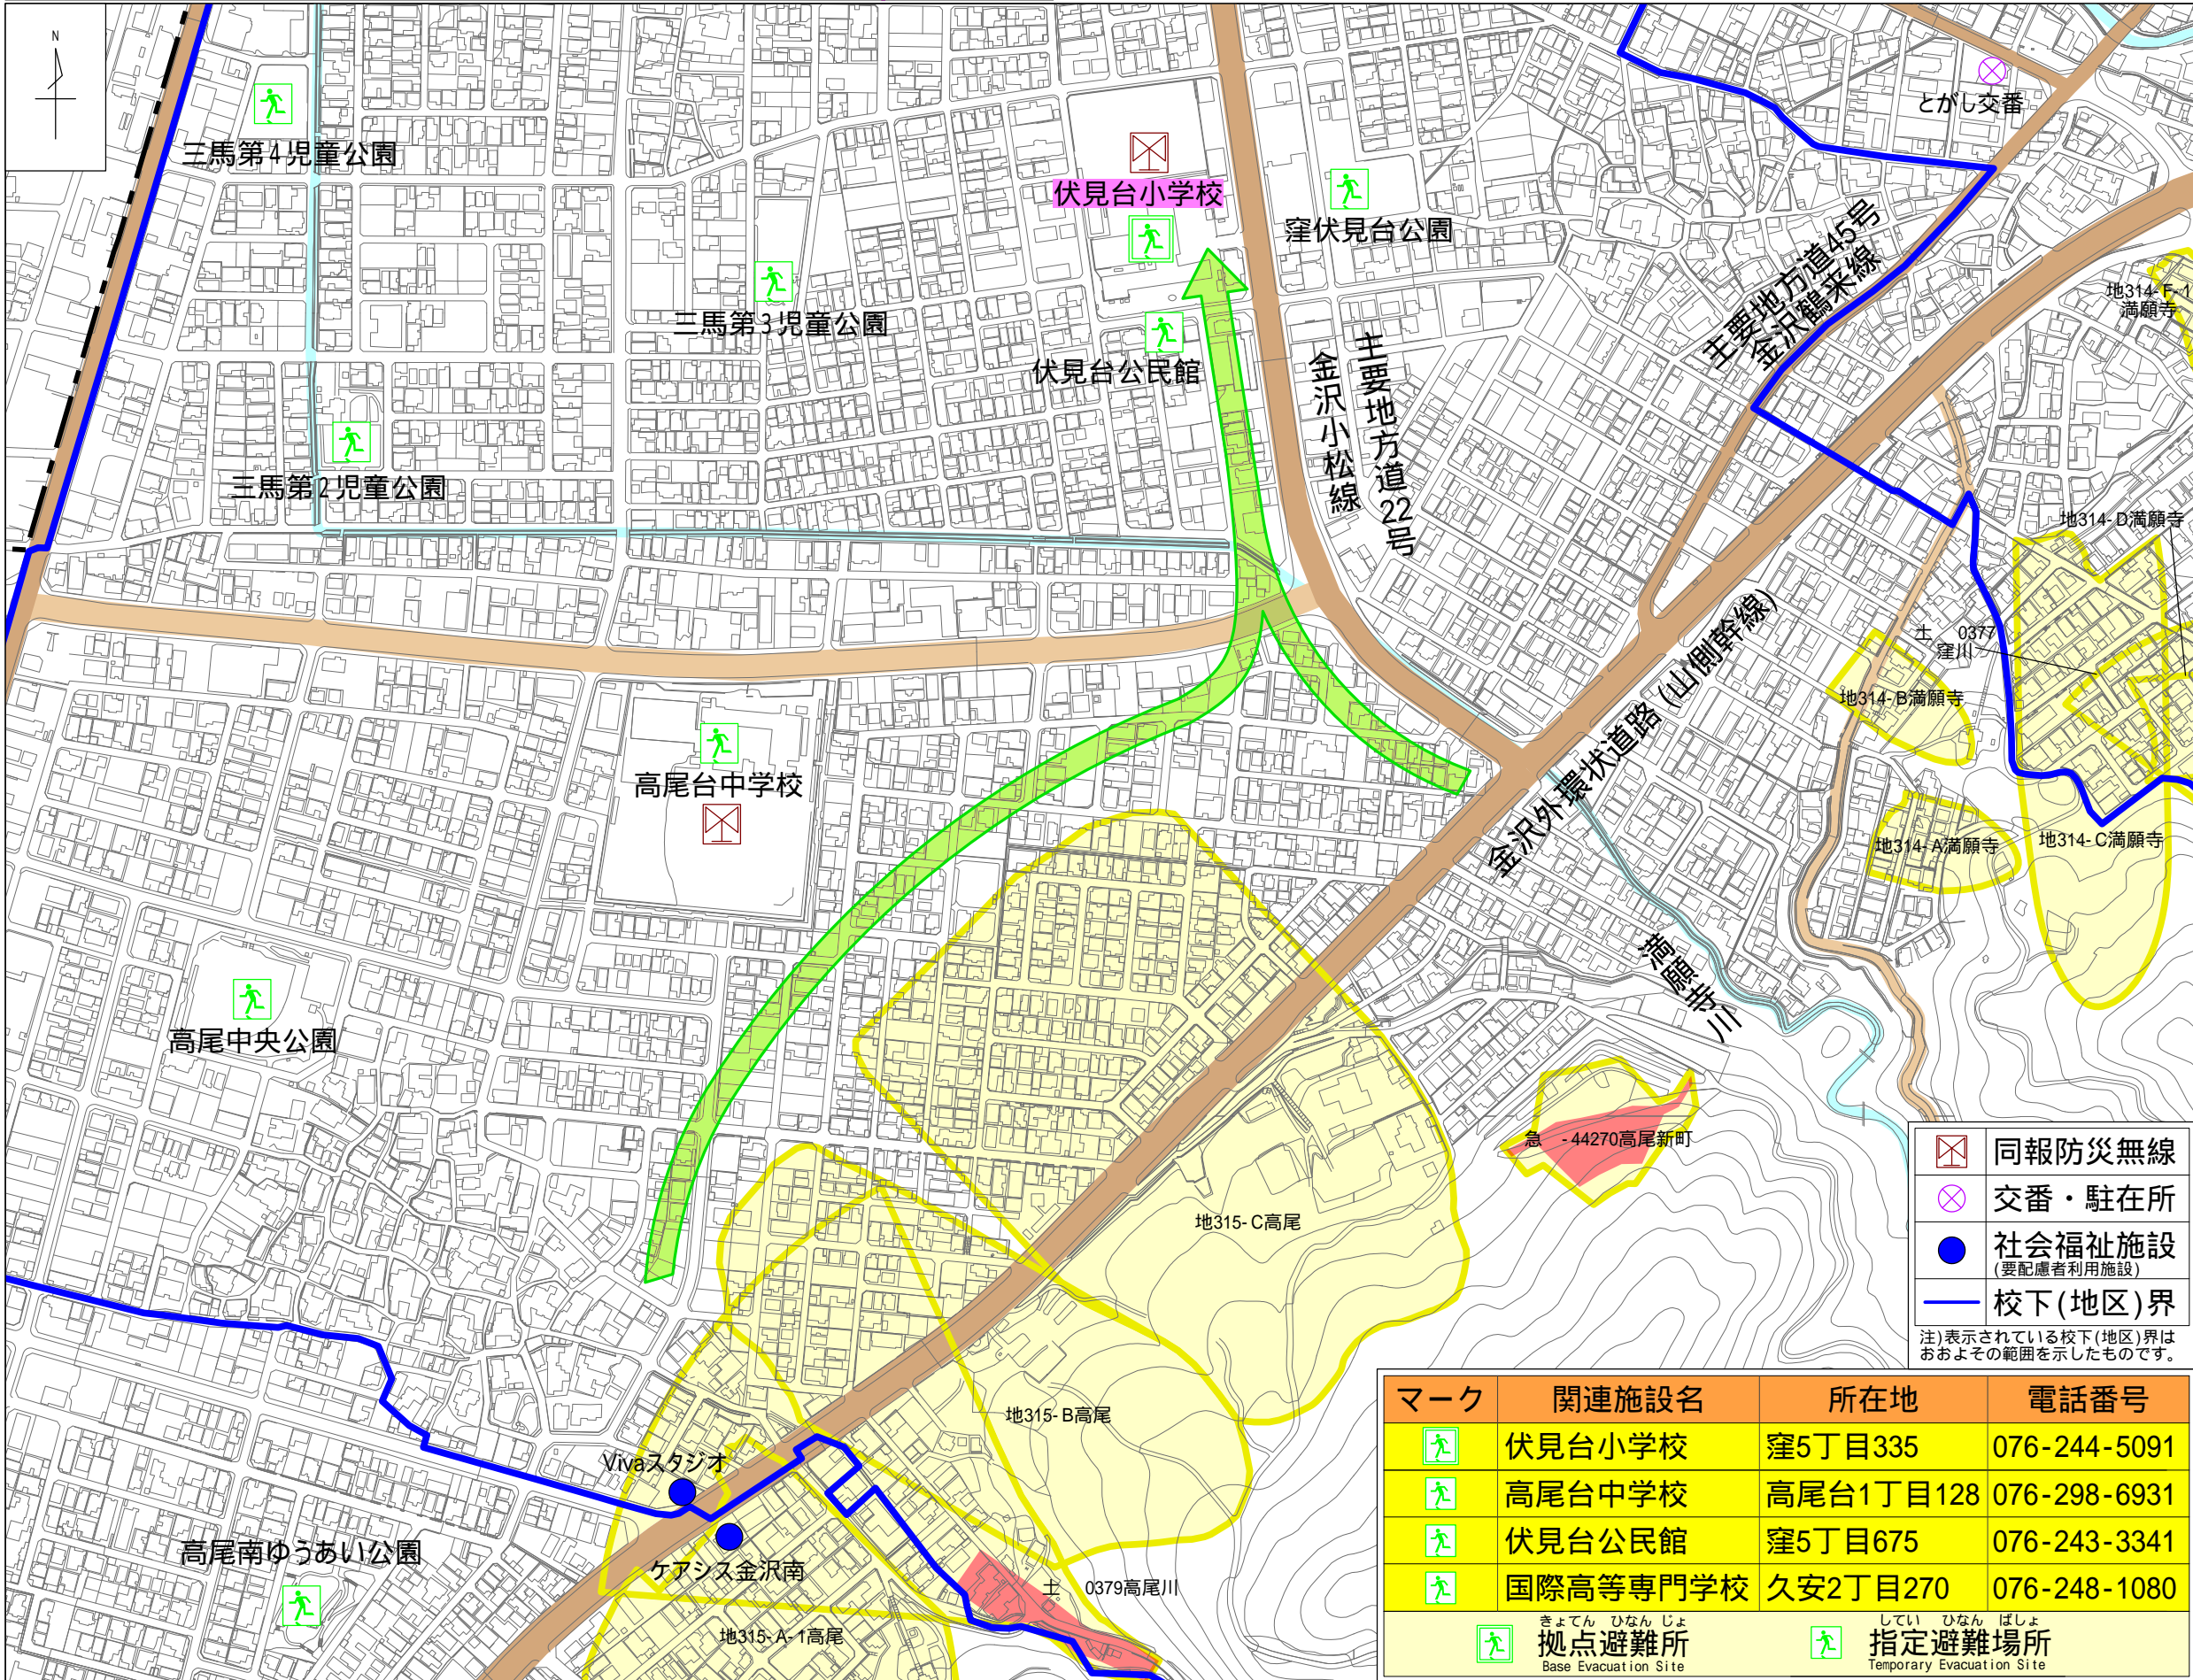 N
とがし交番
三馬第4児童公園
伏見台小学校
窪伏見台公園
主要地方道45号
金沢鶴来線
地314-F-1
満願寺
三馬第3児童公園
伏見台公民館
主要地方道22号
金沢小松線
三馬第2児童公園
地314-D満願寺
土 0377
窪川
地314-B満願寺
金沢外環状道路(山側幹線)
高尾台中学校
地314-A満願寺
地314-C満願寺
満願寺川
高尾中央公園
急 -44270高尾新町
地315-C高尾
地315-B高尾
Vivaスタジオ
ケアシス金沢南
高尾南ゆうあい公園
土 0379高尾川
地315-A-1高尾
同報防災無線
交番・駐在所
社会福祉施設
(要配慮者利用施設)
校下(地区)界
注)表示されている校下(地区)界は
おおよその範囲を示したものです。
マーク 関連施設名 所在地 電話番号
伏見台小学校 窪5丁目335 076-244-5091
高尾台中学校 高尾台1丁目128 076-298-6931
伏見台公民館 窪5丁目675 076-243-3341
国際高等専門学校 久安2丁目270 076-248-1080
きょてん ひなん じょ
拠点避難所
Base Evacuation Site
してい ひなん ばしょ
指定避難場所
Temporary Evacuation Site